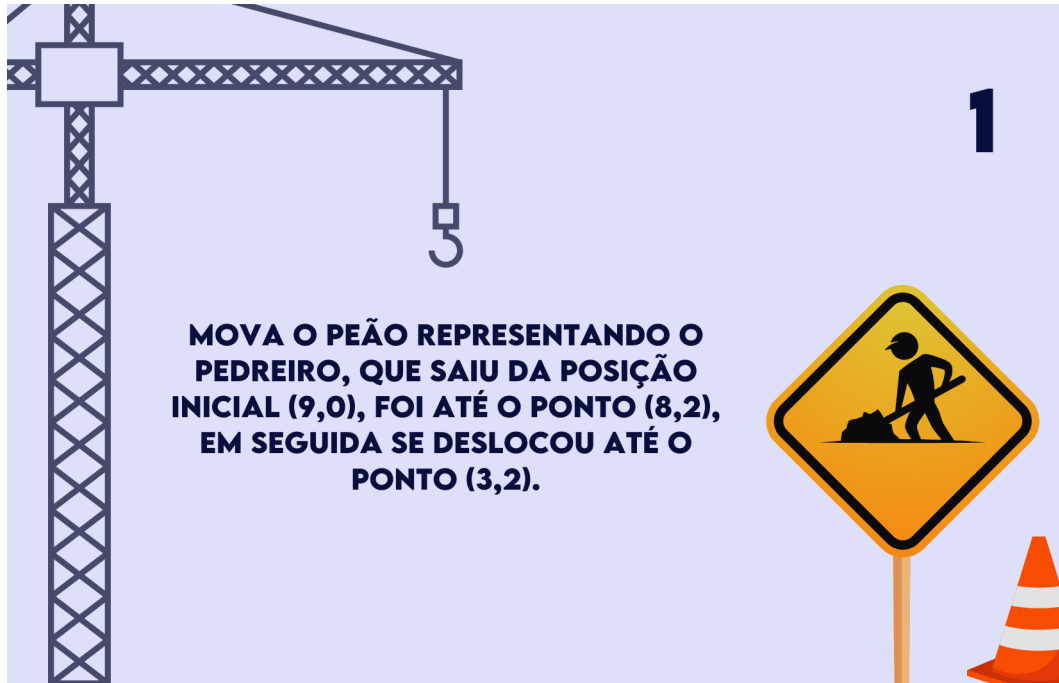 1
MOVA O PEÃO REPRESENTANDO O
PEDREIRO, QUE SAIU DA POSIÇÃO
INICIAL (9,0), FOI ATÉ O PONTO (8,2),
EM SEGUIDA SE DESLOCOU ATÉ O
PONTO (3,2).